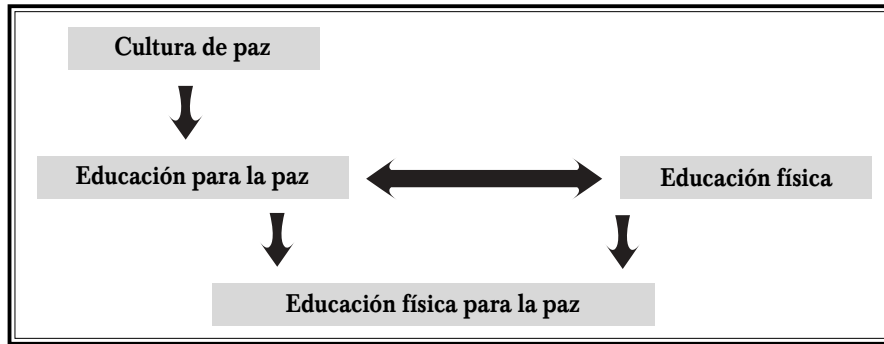 Cultura de paz
Educación para la paz
Educación física
Educación física para la paz